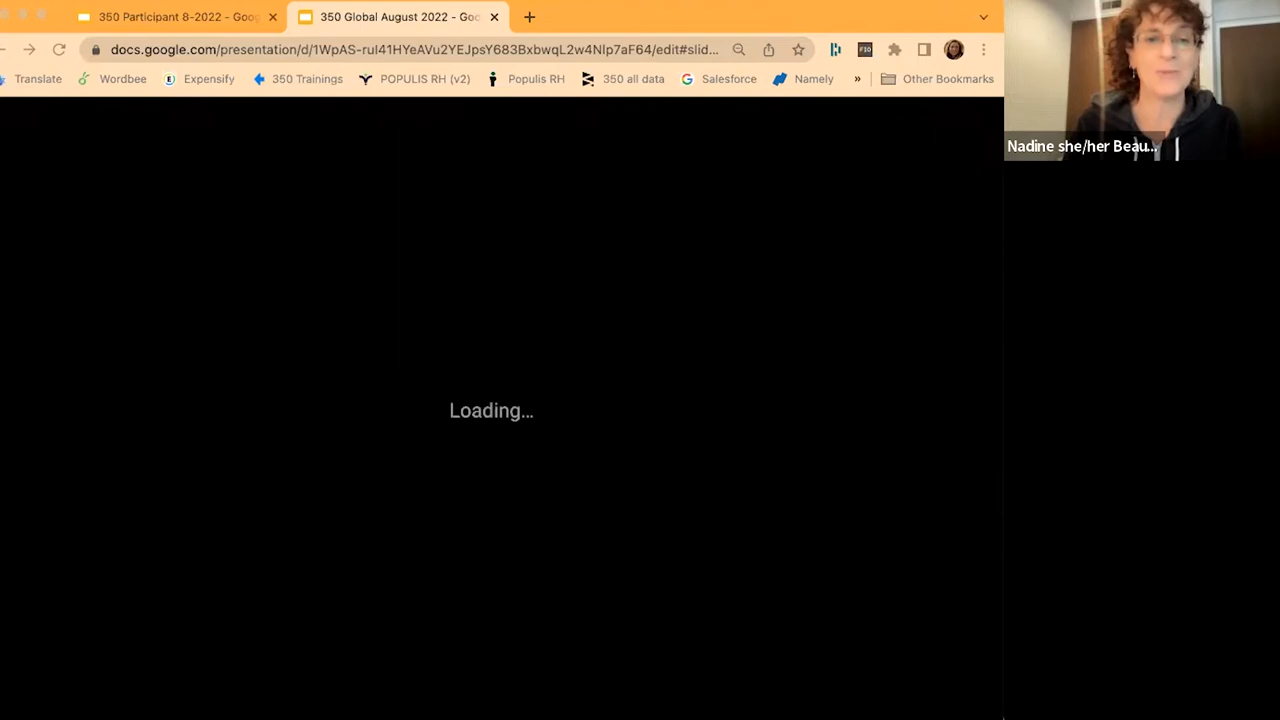 350 Participant 8-2022 - Goog
350 Global August 2022 - Goo
docs.google.com/presentation/d/1WpAS-ruI41HYeAVu2YEJpsY683BxbwqL2w4NIp7aF64/edit#slid...
Translate Wordbee Expensify 350 Trainings POPULIS RH (v2) Populis RH 350 all data Salesforce Namely » Other Bookmarks
Nadine she/her Beau...
Loading...